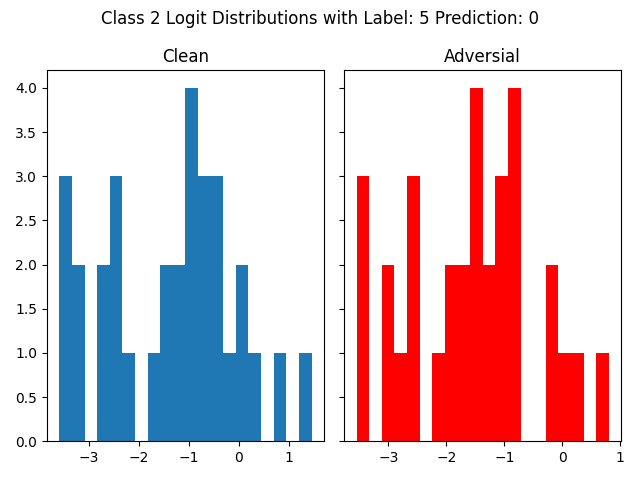 Class 2 Logit Distributions with Label: 5 Prediction: 0
Clean
Adversial
4.0
3.5
3.0
2.5
2.0
1.5
1.0
0.5
0.0
−3 −2 −1 0 1
−3 −2 −1 0 1